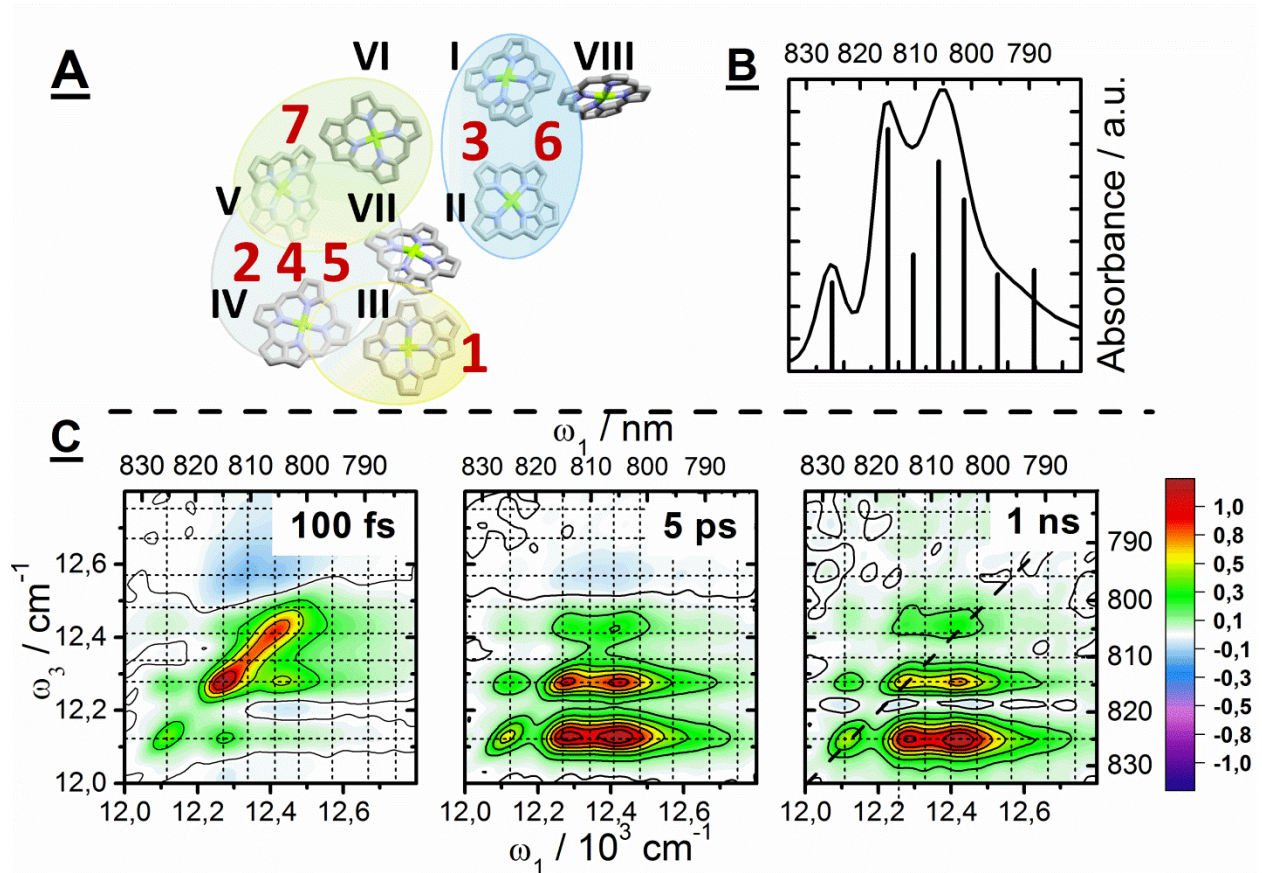 A
VI
I
VIII
7
3
6
V
VII
II
2
4
5
IV
III
1
B
830 820 810 800 790
Absorbance / a.u.
C
ω1 / nm
830 820 810 800 790
830 820 810 800 790
830 820 810 800 790
100 fs
5 ps
1 ns
12,6
12,4
12,2
12,0
ω3 / cm-1
790
800
810
820
830
1.0
0.8
0.5
0,3
0,1
-0,1
-0,3
-0,5
-0,8
-1,0
12,0 12,2 12,4 12,6
12,0 12,2 12,4 12,6
12,0 12,2 12,4 12,6
ω1 / 10³ cm-1